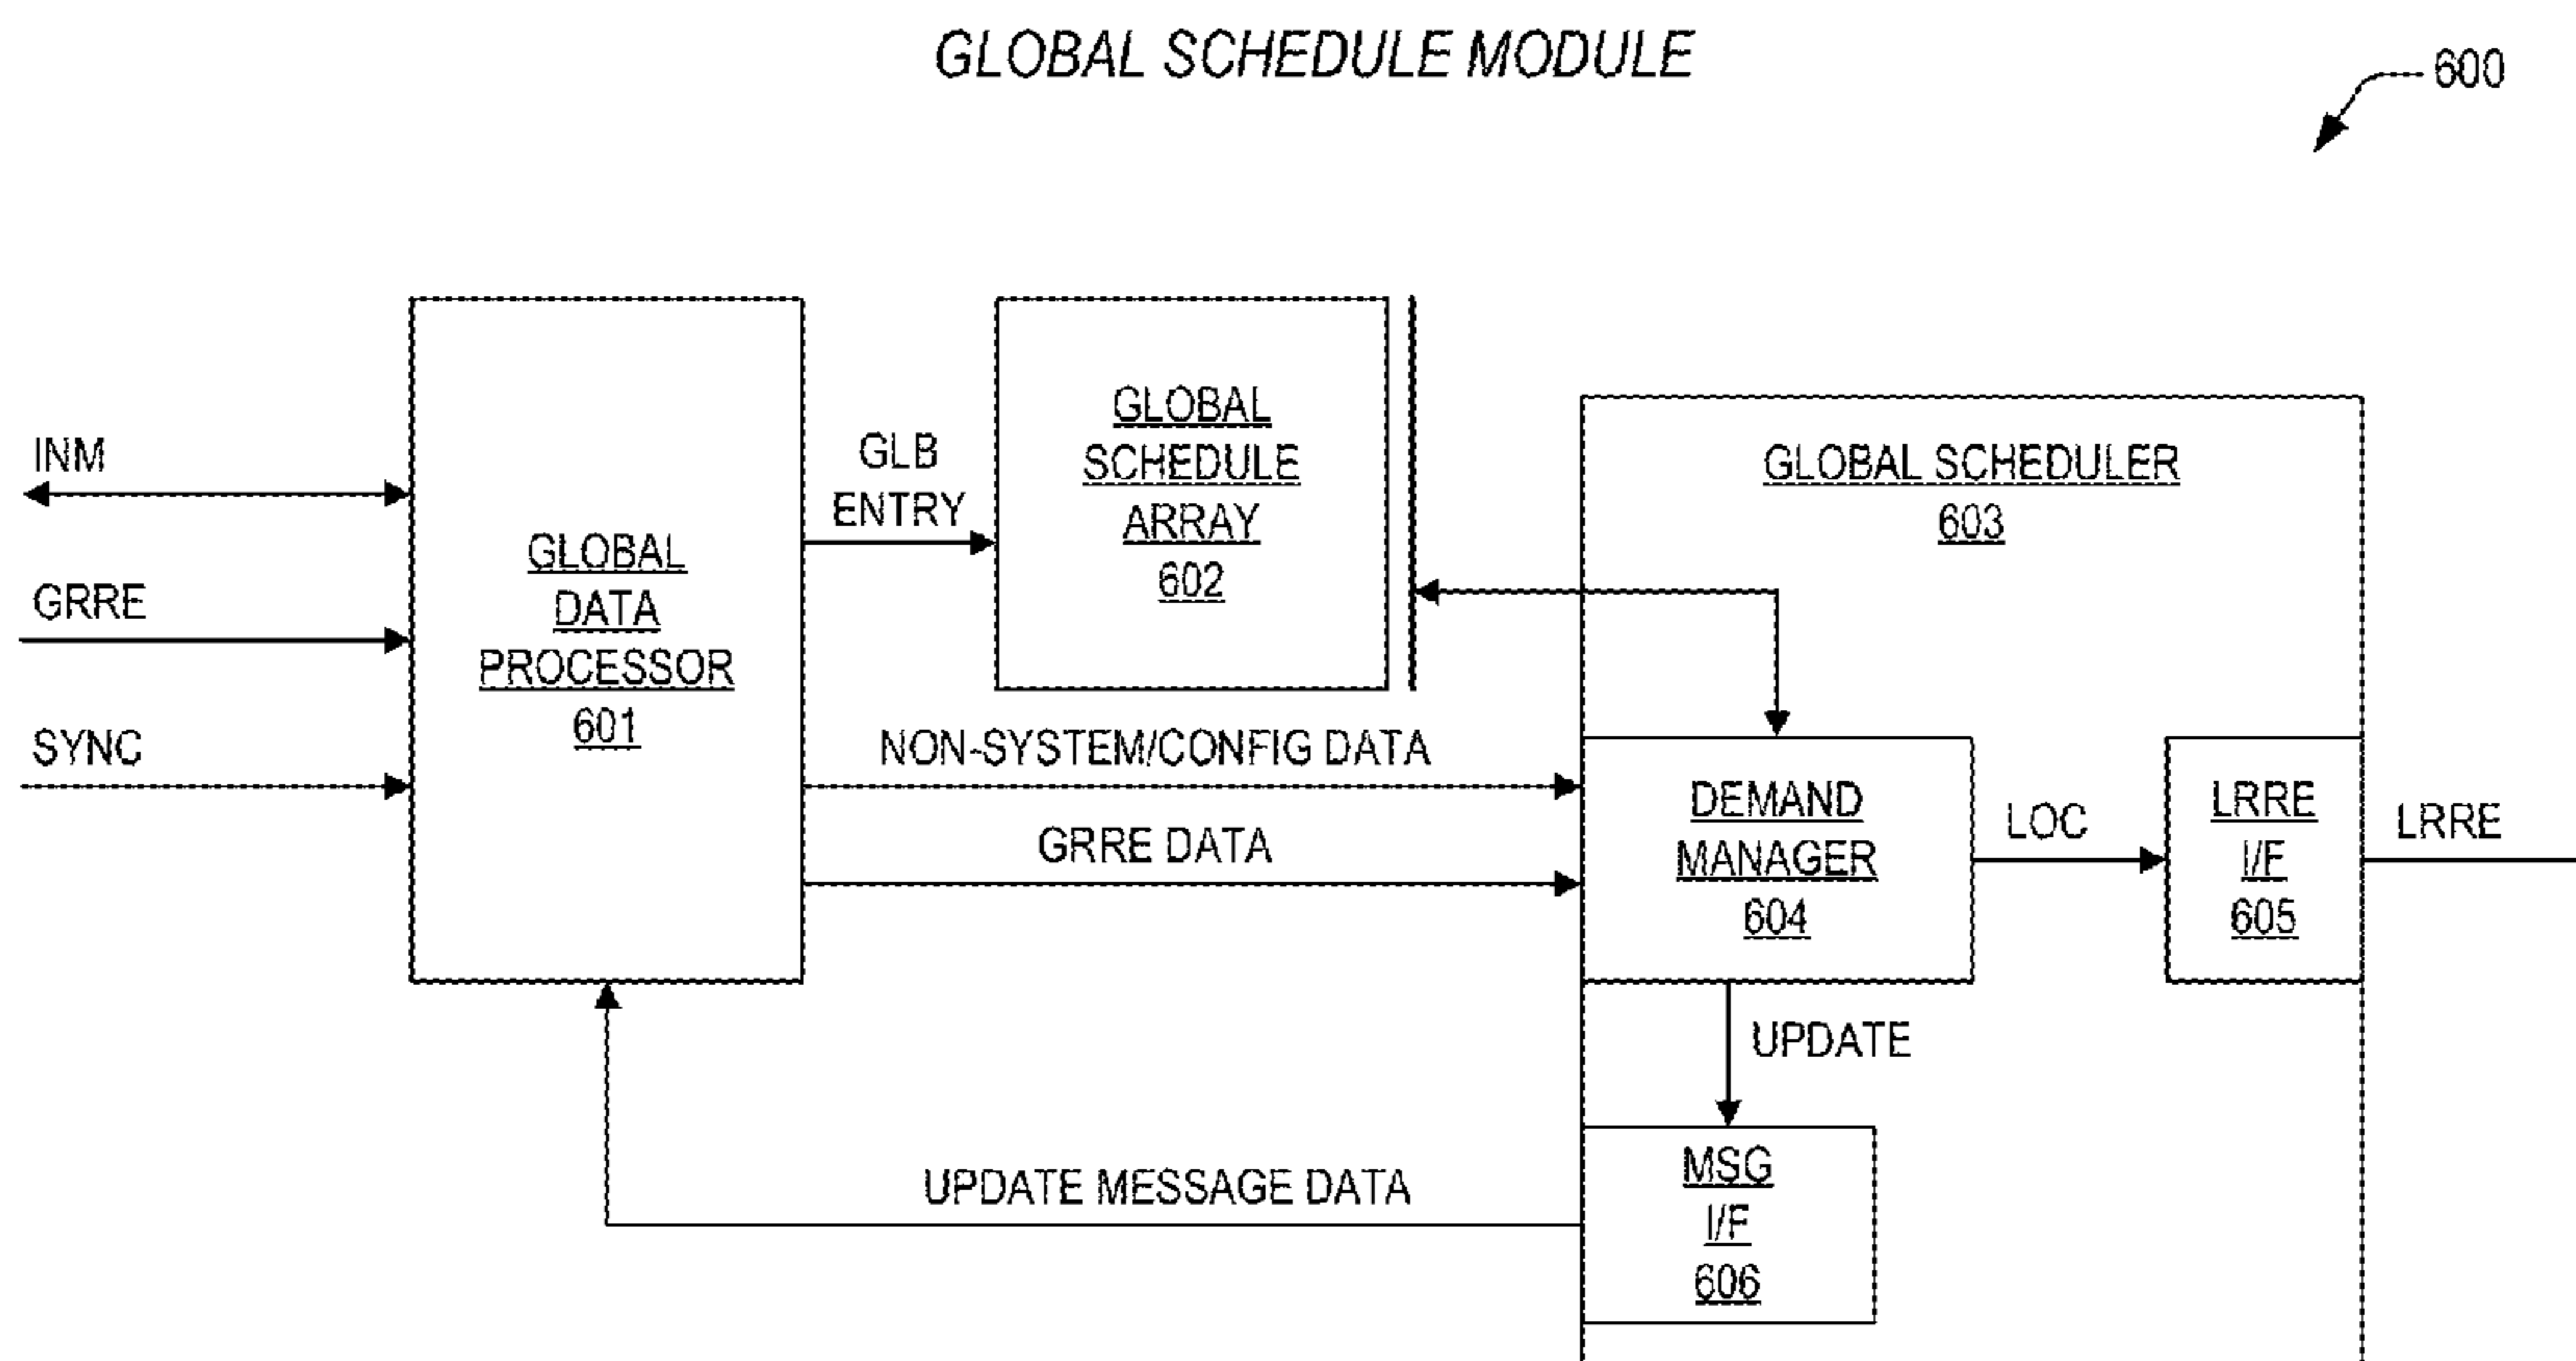 GLOBAL SCHEDULE MODULE
600
INM
GRRE
SYNC
GLOBAL
DATA
PROCESSOR
601
GLB
ENTRY
GLOBAL
SCHEDULE
ARRAY
602
GLOBAL SCHEDULER
603
NON-SYSTEM/CONFIG DATA
GRRE DATA
DEMAND
MANAGER
604
LOC
LRRE
I/F
605
LRRE
UPDATE
UPDATE MESSAGE DATA
MSG
I/F
606